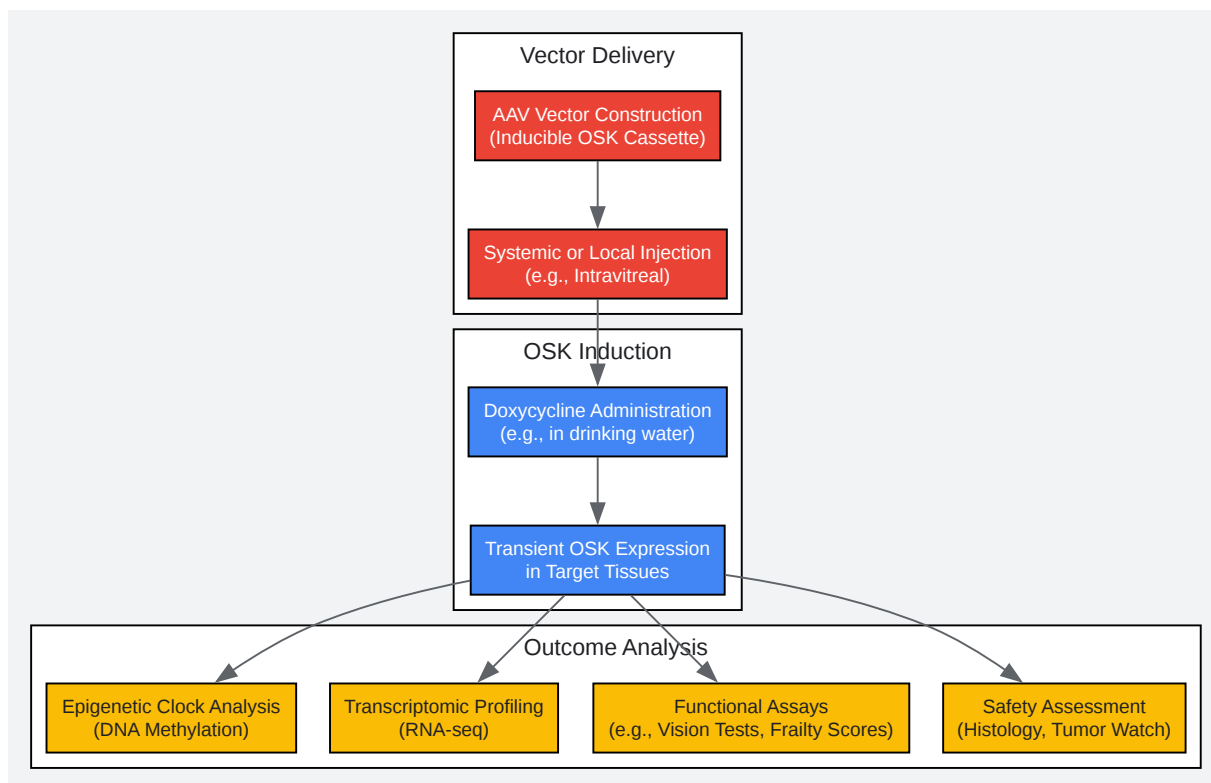 Vector Delivery
AAV Vector Construction
(Inducible OSK Cassette)
Systemic or Local Injection
(e.g., Intravitreal)
OSK Induction
Doxycycline Administration
(e.g., in drinking water)
Transient OSK Expression
in Target Tissues
Outcome Analysis
Epigenetic Clock Analysis
(DNA Methylation)
Transcriptomic Profiling
(RNA-seq)
Functional Assays
(e.g., Vision Tests, Frailty Scores)
Safety Assessment
(Histology, Tumor Watch)